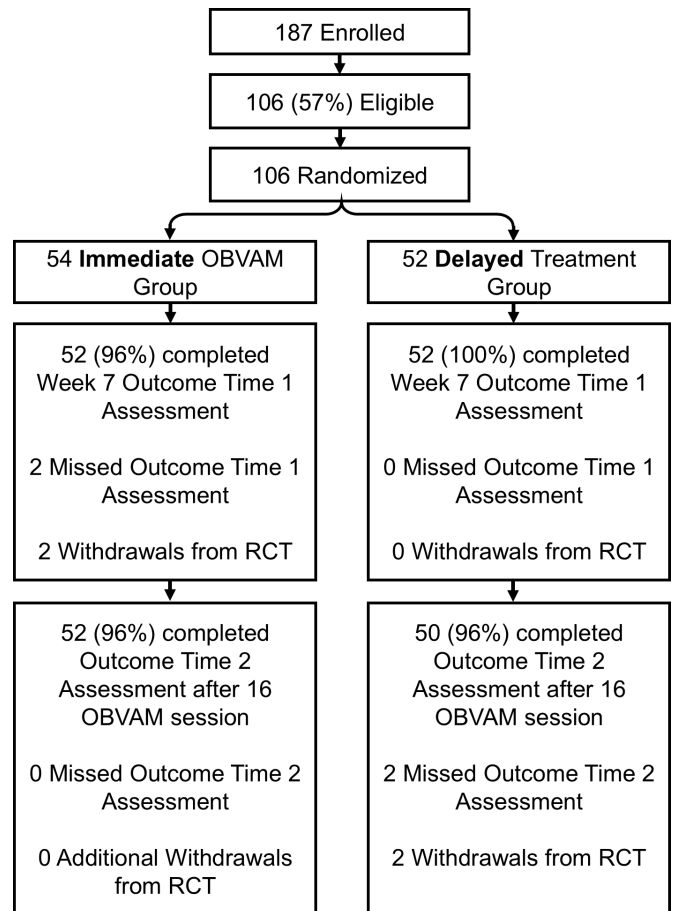 187 Enrolled
106 (57%) Eligible
106 Randomized
54 Immediate OBVAM
Group
52 (96%) completed
Week 7 Outcome Time 1
Assessment
2 Missed Outcome Time 1
Assessment
2 Withdrawals from RCT
52 (96%) completed
Outcome Time 2
Assessment after 16
OBVAM session
0 Missed Outcome Time 2
Assessment
0 Additional Withdrawals
from RCT
52 Delayed Treatment
Group
52 (100%) completed
Week 7 Outcome Time 1
Assessment
0 Missed Outcome Time 1
Assessment
0 Withdrawals from RCT
50 (96%) completed
Outcome Time 2
Assessment after 16
OBVAM session
2 Missed Outcome Time 2
Assessment
2 Withdrawals from RCT